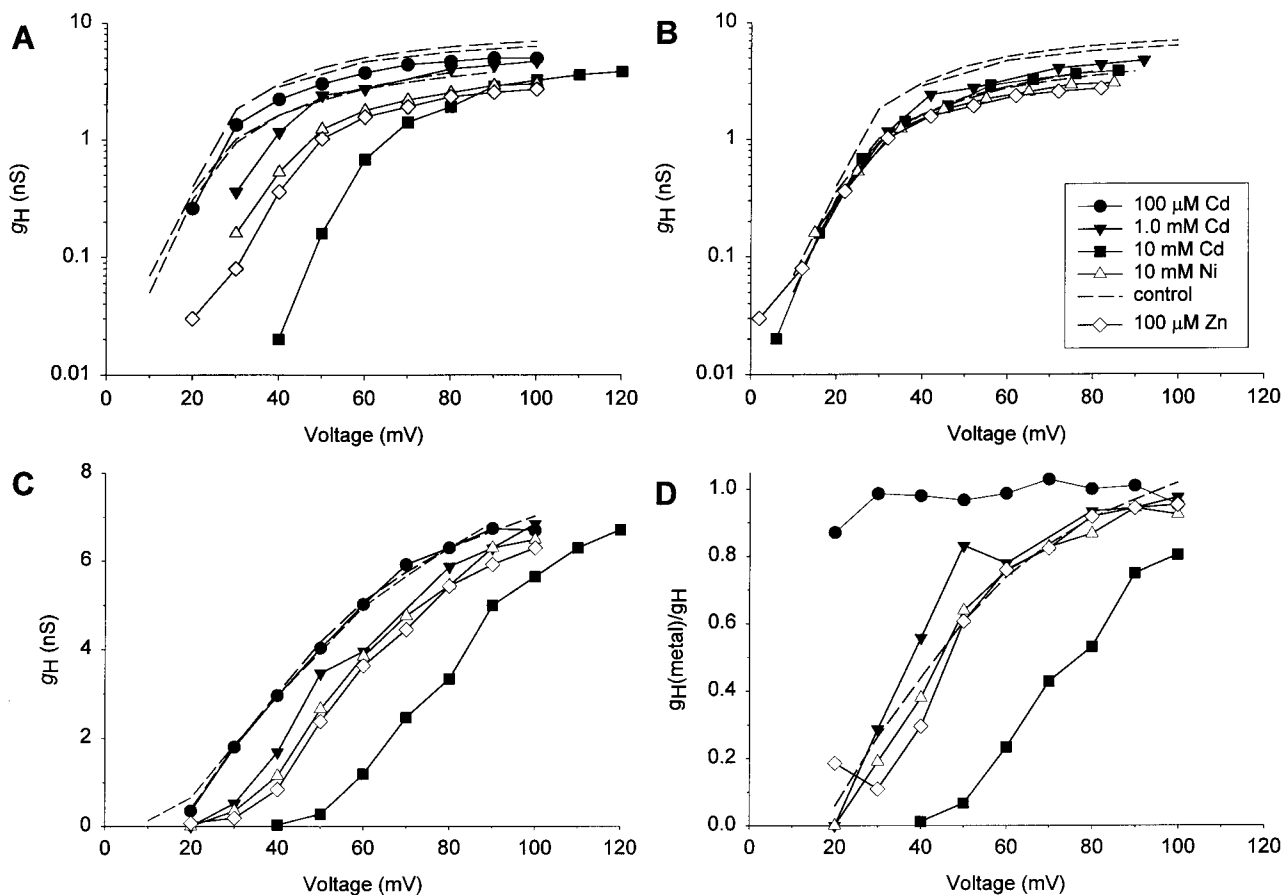 A
10
1
0.1
0.01
gH (nS)
0 20 40 60 80 100 120
Voltage (mV)
B
10
1
0.1
0.01
gH (nS)
0 20 40 60 80 100 120
Voltage (mV)
100 µM Cd
1.0 mM Cd
10 mM Cd
10 mM Ni
control
100 µM Zn
C
8
6
4
2
0
gH (nS)
0 20 40 60 80 100 120
Voltage (mV)
D
1.0
0.8
0.6
0.4
0.2
0.0
gH(metal)/gH
0 20 40 60 80 100 120
Voltage (mV)